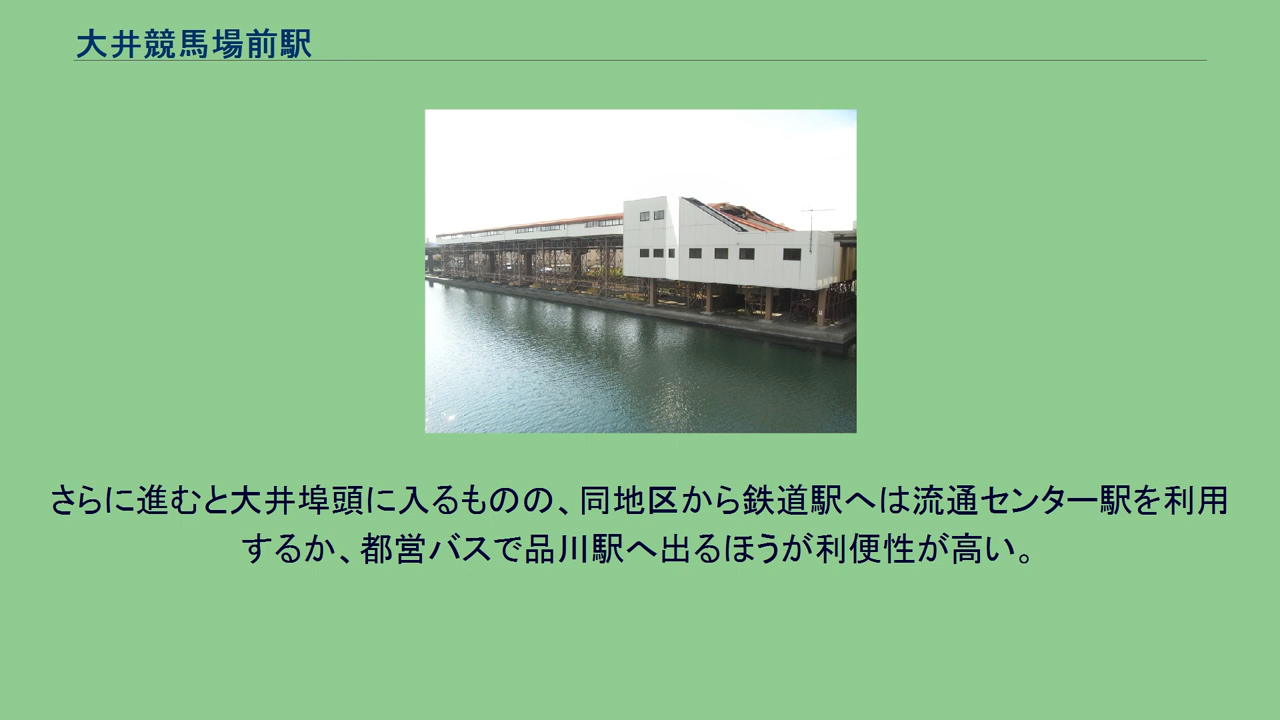 大井競馬場前駅
さらに進むと大井埠頭に入るものの、同地区から鉄道駅へは流通センター駅を利用
するか、都営バスで品川駅へ出るほうが利便性が高い。